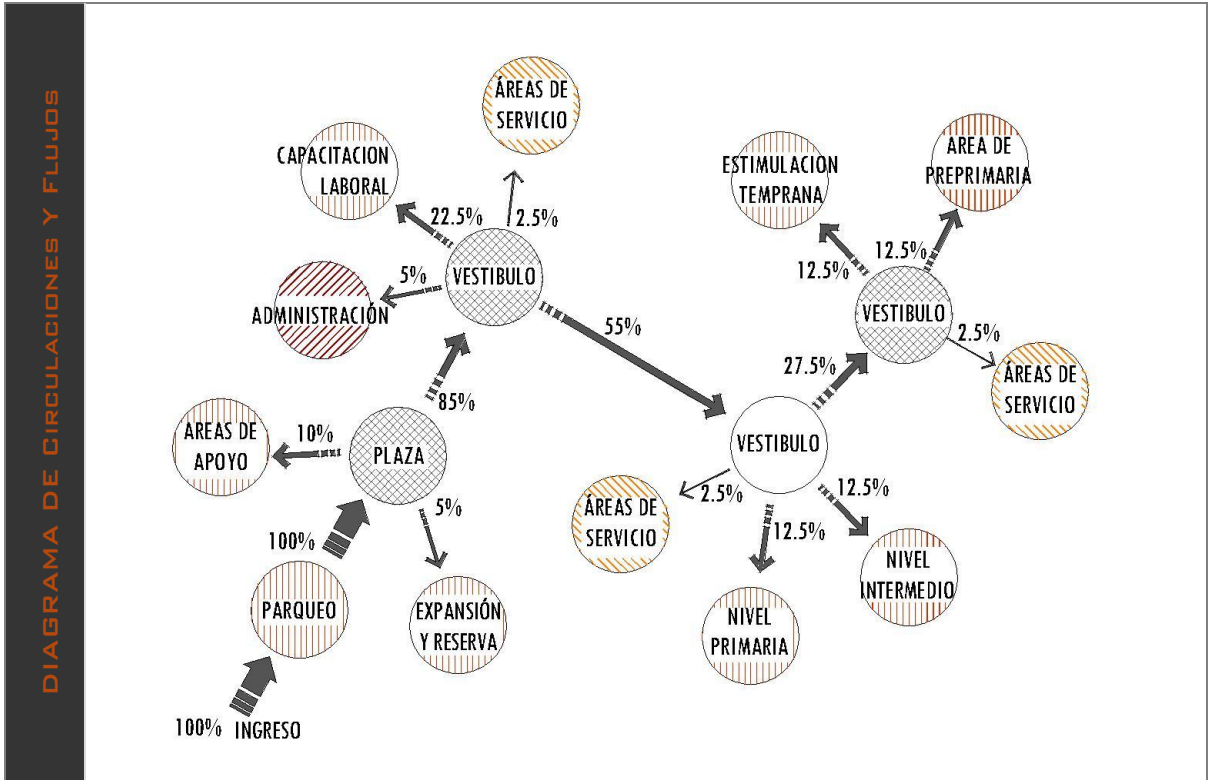 DIAGRAMA DE CIRCULACIONES Y FLUJOS
ÁREAS DE
SERVICIO
CAPACITACION
LABORAL
22.5%
2.5%
5%
VESTIBULO
ADMINISTRACIÓN
55%
85%
AREAS DE
APOYO
10%
PLAZA
5%
100%
PARQUEO
EXPANSIÓN
Y RESERVA
100% INGRESO
ESTIMULACION
TEMPRANA
AREA DE
PREPRIMARIA
12.5%
12.5%
VESTIBULO
2.5%
27.5%
ÁREAS DE
SERVICIO
VESTIBULO
2.5%
12.5%
12.5%
ÁREAS DE
SERVICIO
NIVEL
INTERMEDIO
NIVEL
PRIMARIA